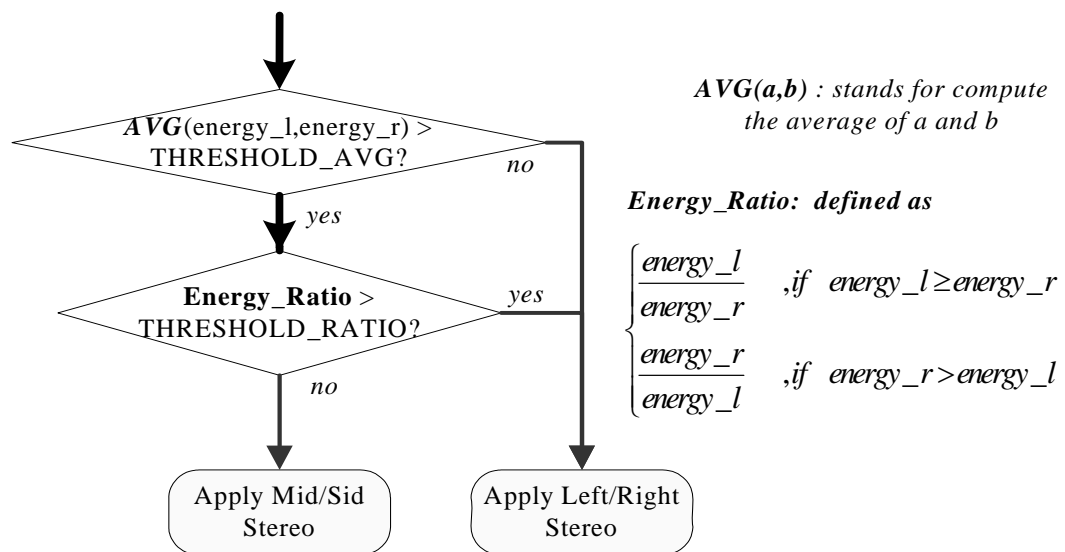 AVG(energy_l,energy_r) >
THRESHOLD_AVG?
no
yes
Energy_Ratio >
THRESHOLD_RATIO?
yes
no
Apply Mid/Sid
Stereo
Apply Left/Right
Stereo
AVG(a,b) : stands for compute
the average of a and b
Energy_Ratio: defined as
energy_l
energy_r
,if energy_l≥energy_r
energy_r
energy_l
,if energy_r>energy_l